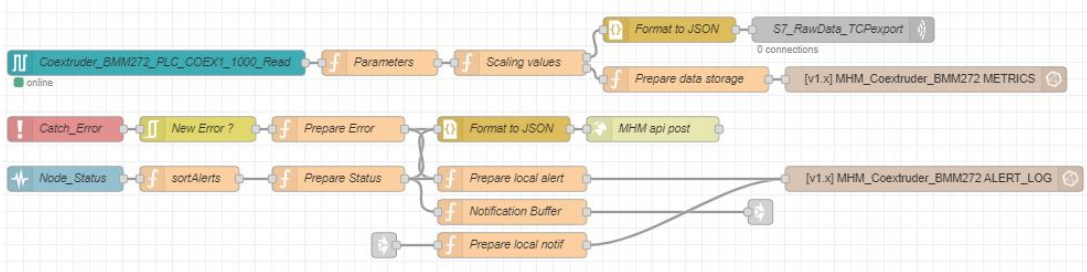 Format to JSON
S7_RawData_TCPexport
0 connections
Coextruder_BMM272_PLC_COEX1_1000_Read
Parameters
Scaling values
online
Prepare data storage
[v1.x] MHM_Coextruder_BMM272 METRICS
Catch_Error
New Error ?
Prepare Error
Format to JSON
MHM api post
Node_Status
sortAlerts
Prepare Status
Prepare local alert
[v1.x] MHM_Coextruder_BMM272 ALERT_LOG
Notification Buffer
Prepare local notif